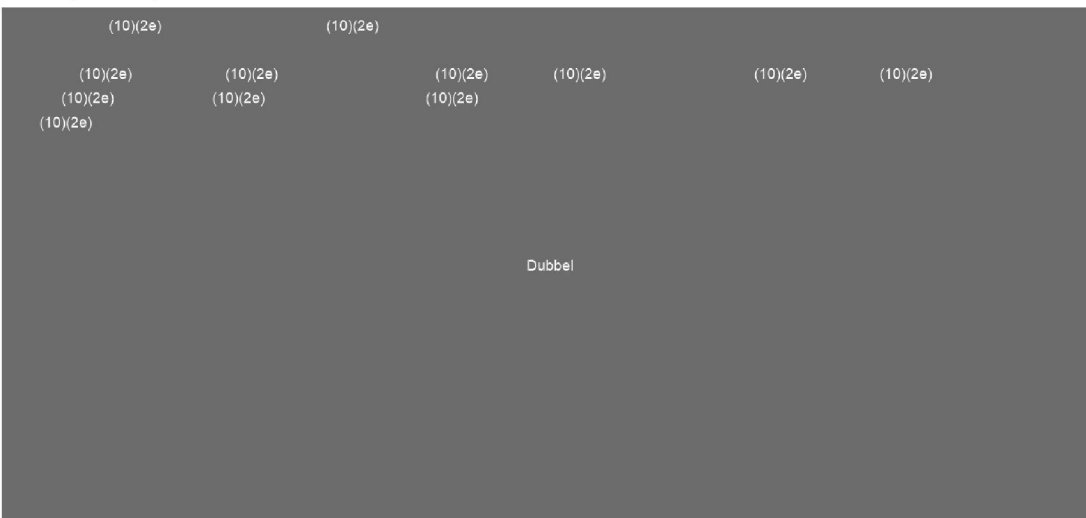 (10)(2e) (10)(2e)
(10)(2e) (10)(2e) (10)(2e) (10)(2e) (10)(2e) (10)(2e)
(10)(2e) (10)(2e) (10)(2e)
(10)(2e)
Dubbel